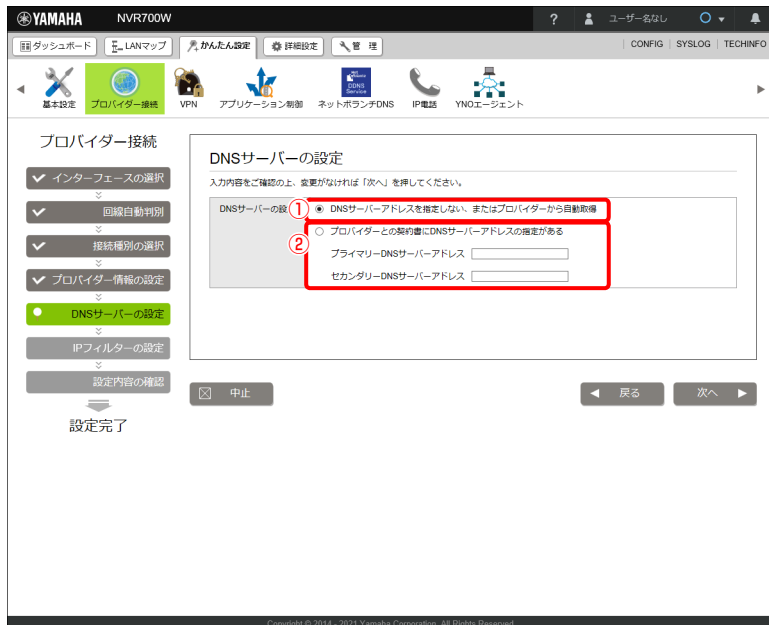 YAMAHA NVR700W ? ユーザー名なし
ダッシュボード LANマップ かんたん設定 詳細設定 管 理 CONFIG SYSLOG TECHINFO
基本設定 プロバイダー接続 VPN アプリケーション制御 ネットボランチDNS IP電話 YNOエージェント
DDNS
Service
プロバイダー接続
インターフェースの選択
回線自動判別
接続種別の選択
プロバイダー情報の設定
DNSサーバーの設定
IPフィルターの設定
設定内容の確認
設定完了
DNSサーバーの設定
入力内容をご確認の上、変更がなければ「次へ」を押してください。
DNSサーバーの設 ① DNSサーバーアドレスを指定しない、またはプロバイダーから自動取得
② プロバイダーとの契約書にDNSサーバーアドレスの指定がある
プライマリーDNSサーバーアドレス
セカンダリーDNSサーバーアドレス
中止 戻る 次へ
Copyright © 2014 - 2021 Yamaha Corporation. All Rights Reserved.